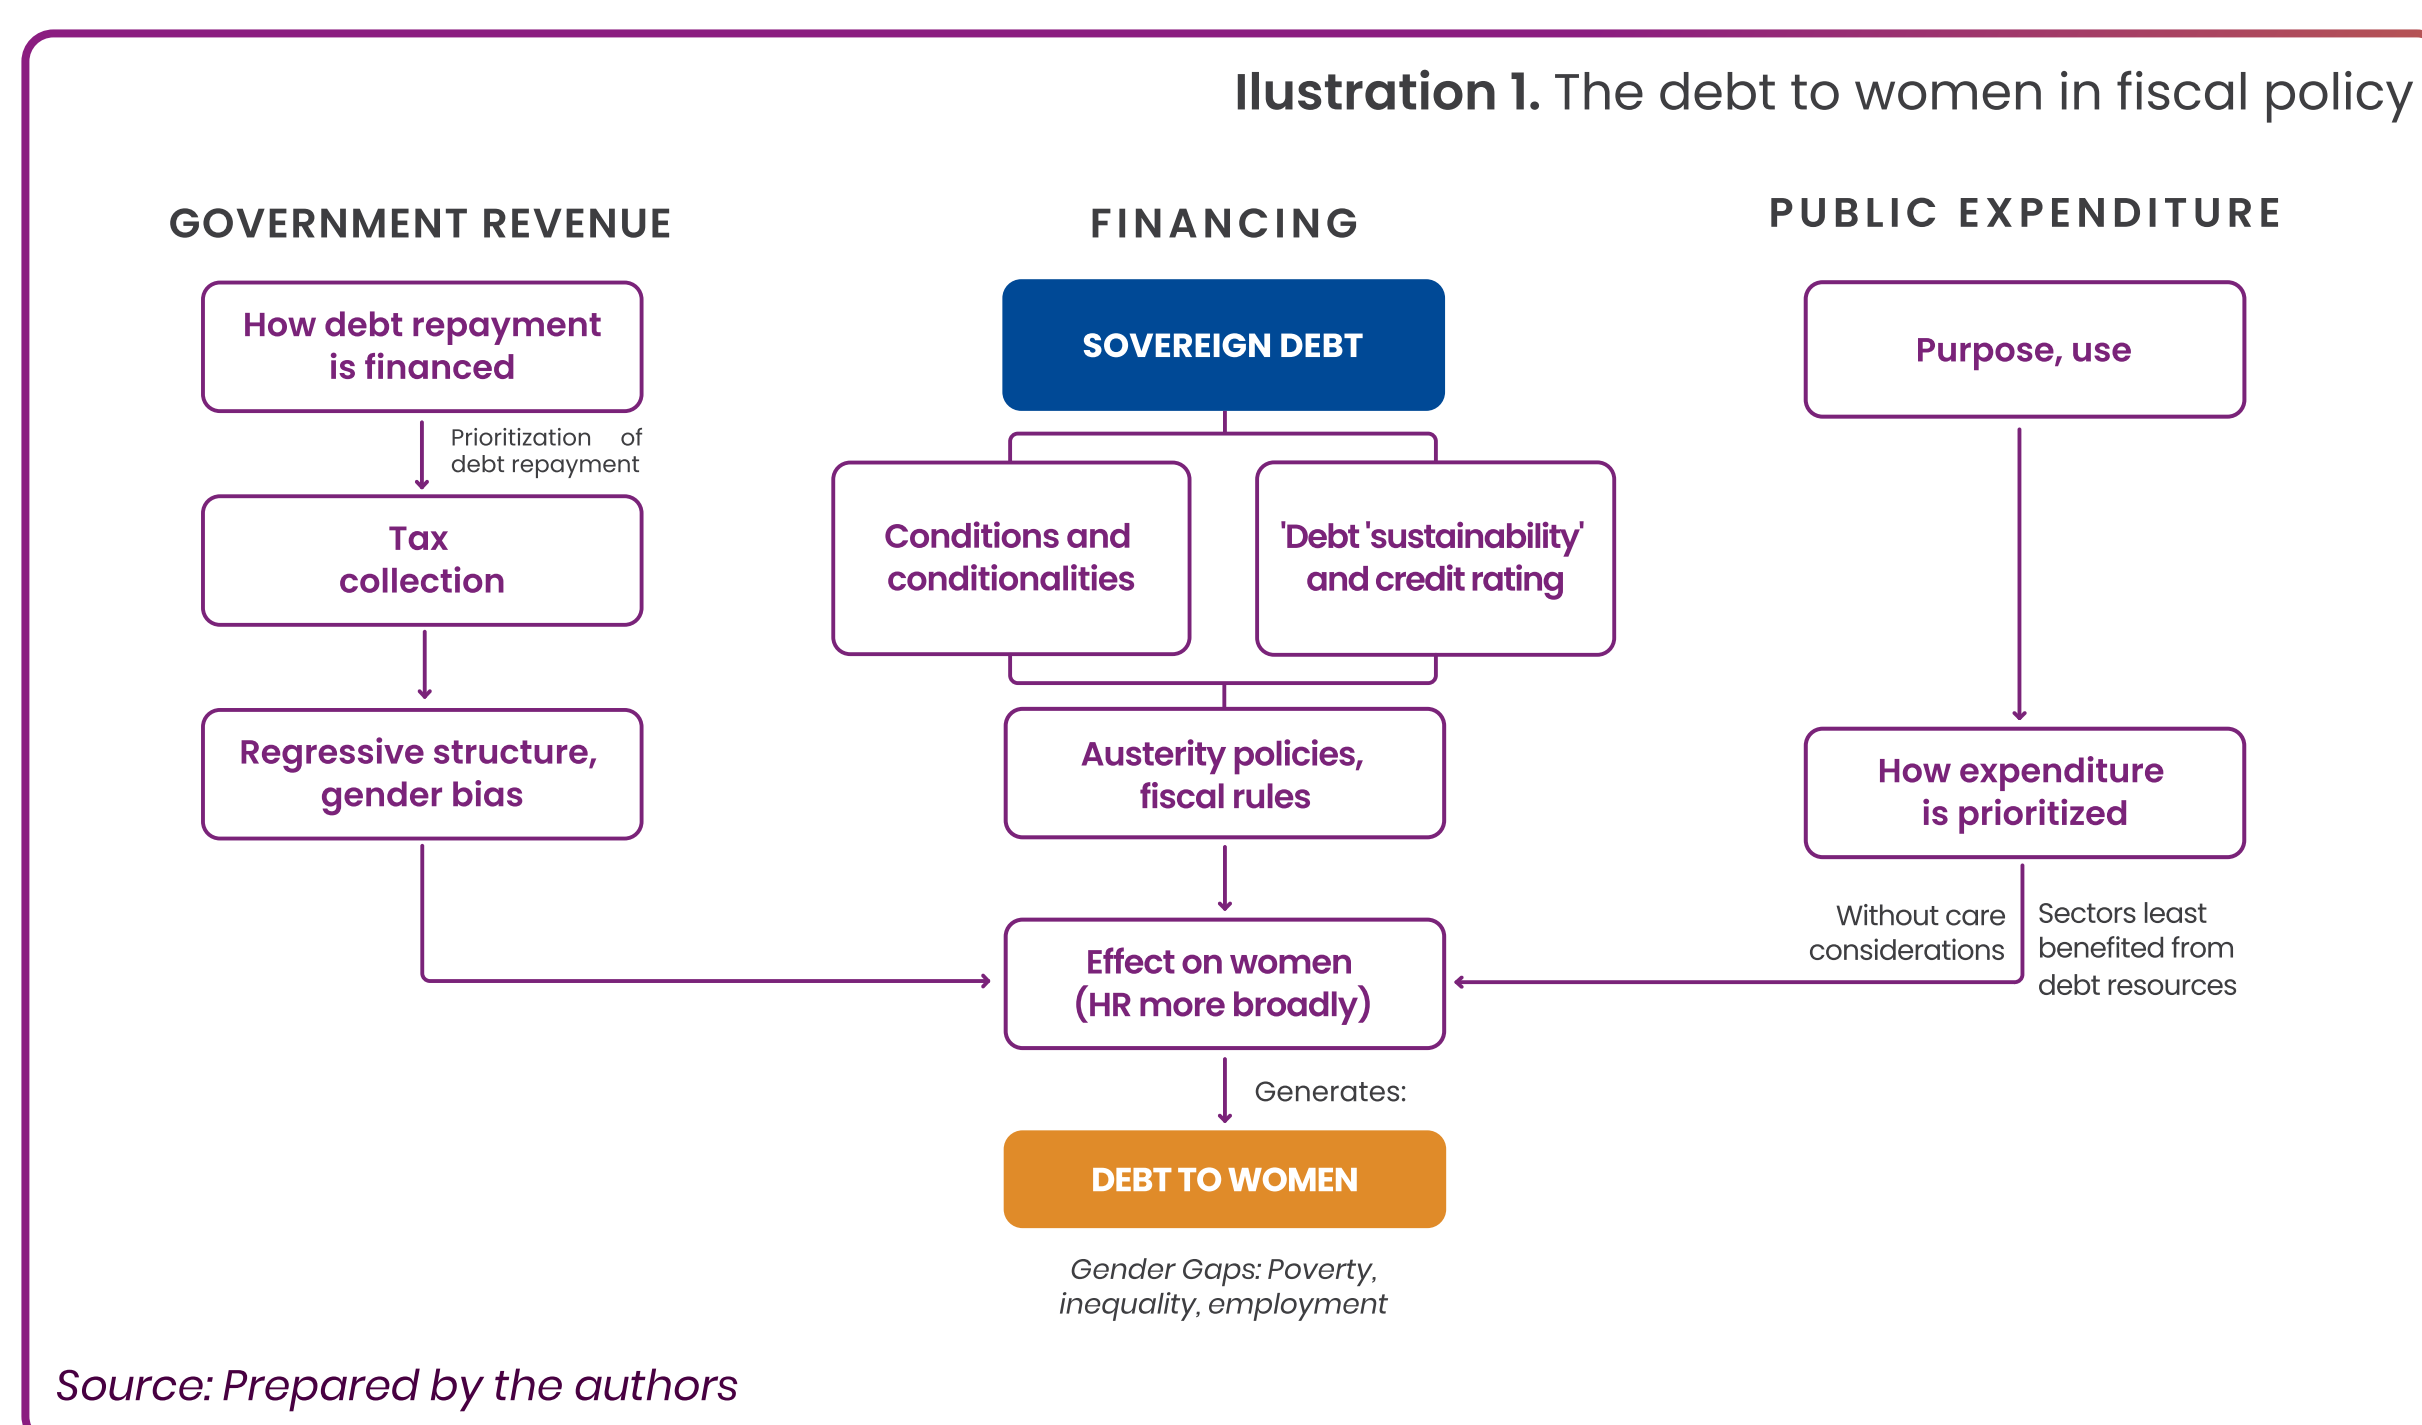 Ilustration 1. The debt to women in fiscal policy
GOVERNMENT REVENUE
How debt repayment
is financed
Prioritization of
debt repayment
Tax
collection
Regressive structure,
gender bias
FINANCING
SOVEREIGN DEBT
Conditions and
conditionalities
'Debt 'sustainability'
and credit rating
Austerity policies,
fiscal rules
Effect on women
(HR more broadly)
Generates:
DEBT TO WOMEN
Gender Gaps: Poverty,
inequality, employment
PUBLIC EXPENDITURE
Purpose, use
How expenditure
is prioritized
Without care
considerations
Sectors least
benefited from
debt resources
Source: Prepared by the authors